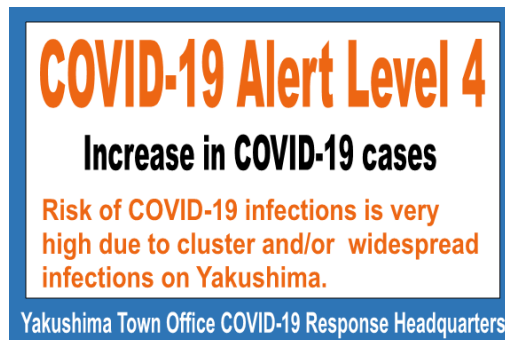 COVID-19 Alert Level 4
Increase in COVID-19 cases
Risk of COVID-19 infections is very
high due to cluster and/or widespread
infections on Yakushima.
Yakushima Town Office COVID-19 Response Headquarters